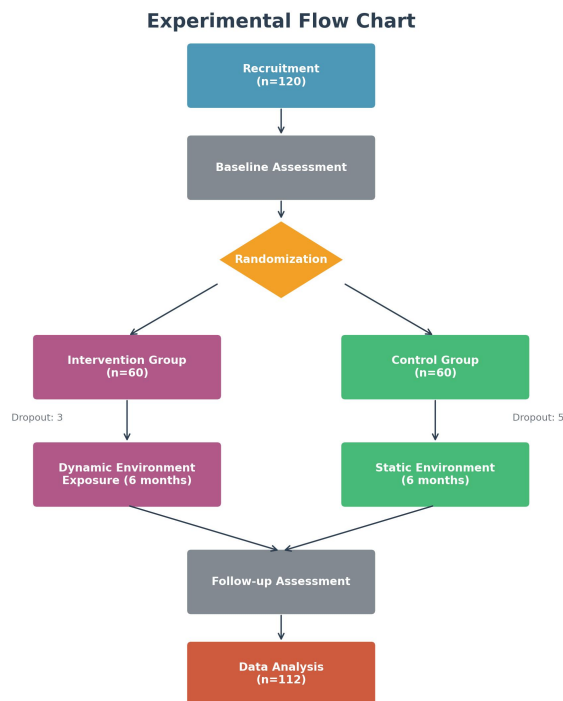 Experimental Flow Chart
Recruitment
(n=120)
Baseline Assessment
Randomization
Intervention Group
(n=60)
Control Group
(n=60)
Dropout: 3
Dropout: 5
Dynamic Environment
Exposure (6 months)
Static Environment
(6 months)
Follow-up Assessment
Data Analysis
(n=112)